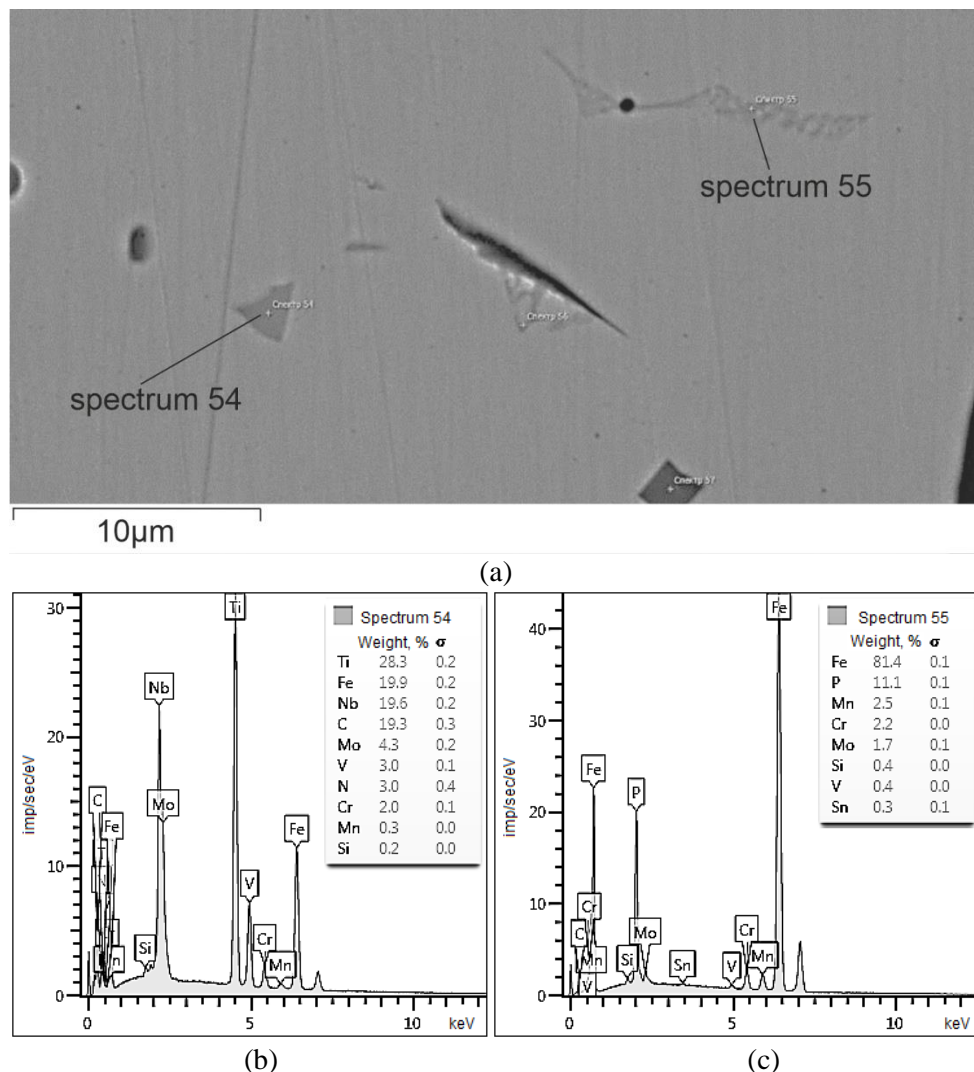 Спектр 55
spectrum 55
Спектр 54
Спектр 56
spectrum 54
Спектр 57
10µm
(a)
30
20
10
0
imp/sec/eV
C
Fe
Nb
Mo
Si
Ti
V
Cr
Mn
Fe
0 5 10 keV
Spectrum 54
Weight, % σ
Ti 28.3 0.2
Fe 19.9 0.2
Nb 19.6 0.2
C 19.3 0.3
Mo 4.3 0.2
V 3.0 0.1
N 3.0 0.4
Cr 2.0 0.1
Mn 0.3 0.0
Si 0.2 0.0
(b)
40
30
20
10
0
imp/sec/eV
Fe
Cr
C
Mn
V
P
Mo
Si
Sn
V
Cr
Mn
Fe
0 5 10 keV
Spectrum 55
Weight, % σ
Fe 81.4 0.1
P 11.1 0.1
Mn 2.5 0.1
Cr 2.2 0.0
Mo 1.7 0.1
Si 0.4 0.0
V 0.4 0.0
Sn 0.3 0.1
(c)